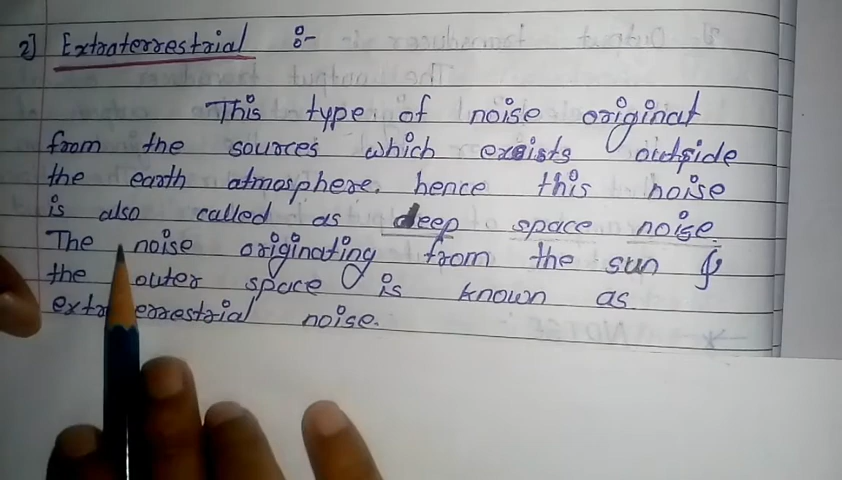 2] Extraterrestrial :-
This type of noise originat
from the sources which exsists outside
the earth atmosphere, hence this noise
is also called as deep space noise.
The noise originating from the sun &
the outer space is known as
extraterrestrial noise.